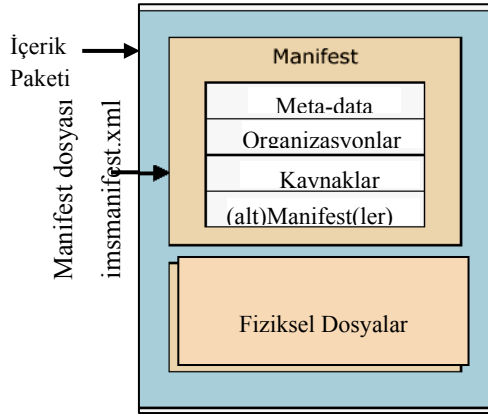 İçerik
Paketi
Manifest dosyası
imsmanifest.xml
Manifest
Meta-data
Organizasyonlar
Kaynaklar
(alt)Manifest(ler)
Fiziksel Dosyalar